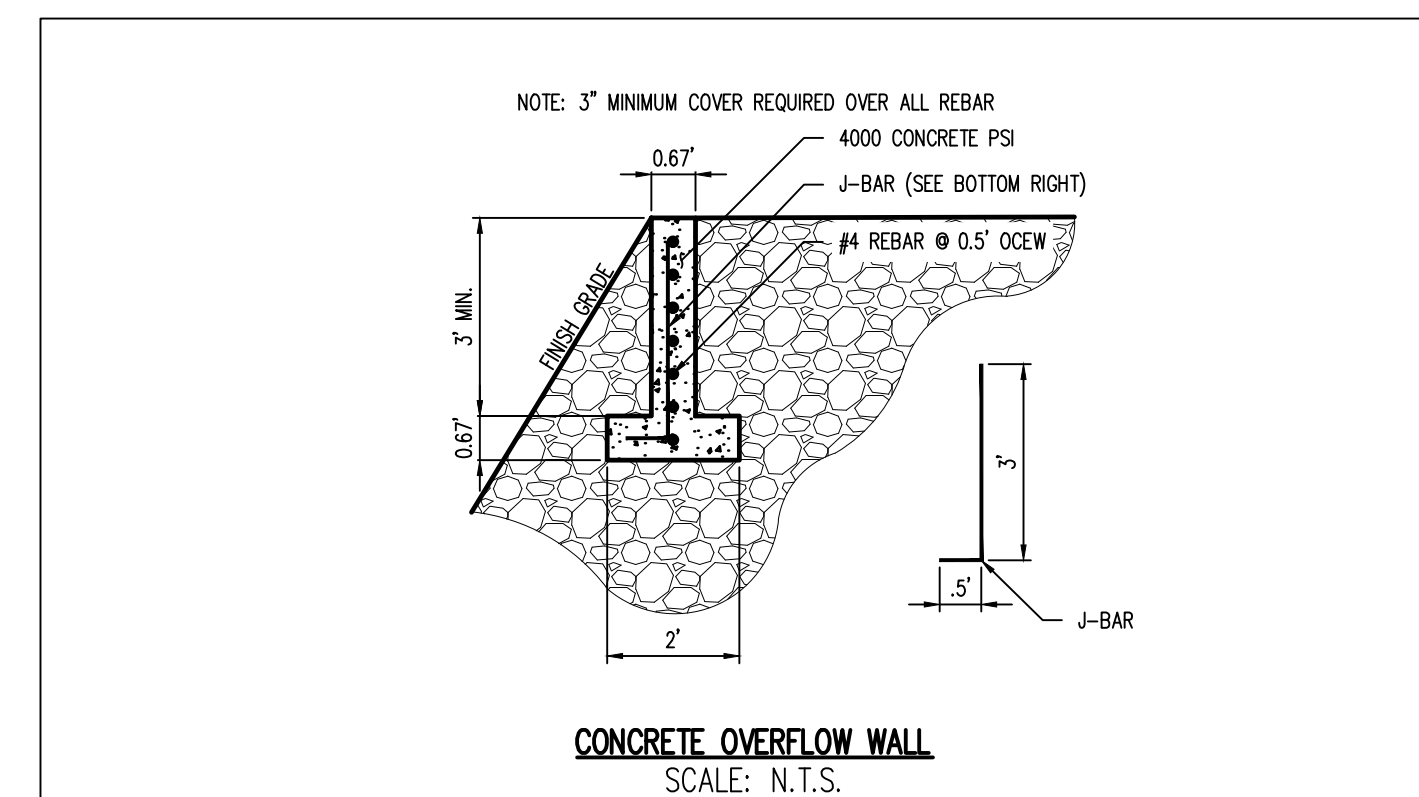 NOTE: 3" MINIMUM COVER REQUIRED OVER ALL REBAR
4000 CONCRETE PSI
0.67'
J-BAR (SEE BOTTOM RIGHT)
#4 REBAR @ 0.5' OCEW
3' MIN.
FINISH GRADE
0.67'
3'
.5'
J-BAR
2'
CONCRETE OVERFLOW WALL
SCALE: N.T.S.